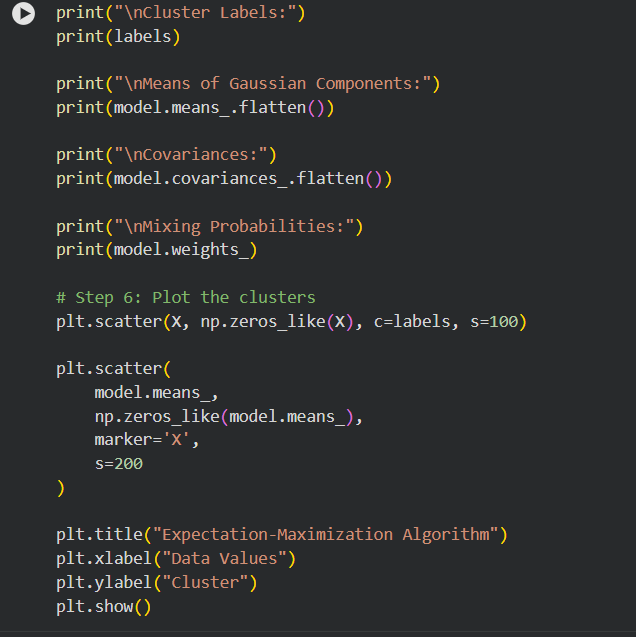 print("\nCluster Labels:")
print(labels)
print("\nMeans of Gaussian Components:")
print(model.means_.flatten())
print("\nCovariances:")
print(model.covariances_.flatten())
print("\nMixing Probabilities:")
print(model.weights_)
# Step 6: Plot the clusters
plt.scatter(X, np.zeros_like(X), c=labels, s=100)
plt.scatter(
    model.means_,
    np.zeros_like(model.means_),
    marker='X',
    s=200
)
plt.title("Expectation-Maximization Algorithm")
plt.xlabel("Data Values")
plt.ylabel("Cluster")
plt.show()